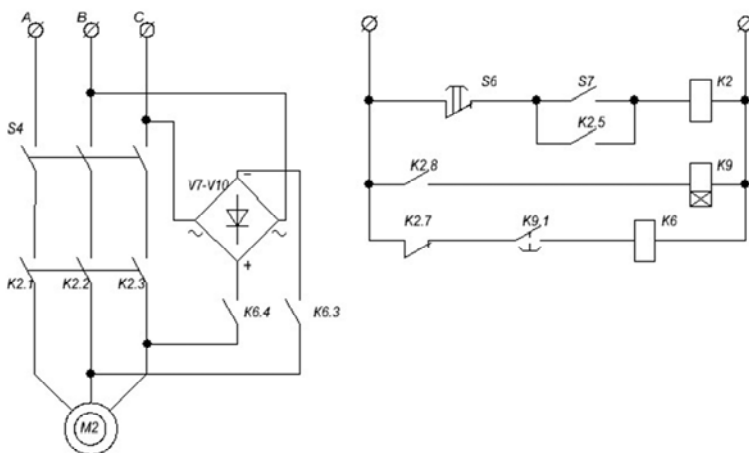 A B C
S4
V7-V10
−
~ ~
+
K2.1 K2.2 K2.3
K6.4 K6.3
M2
S6 S7 K2
K2.5
K2.8 K9
K2.7 K9.1 K6